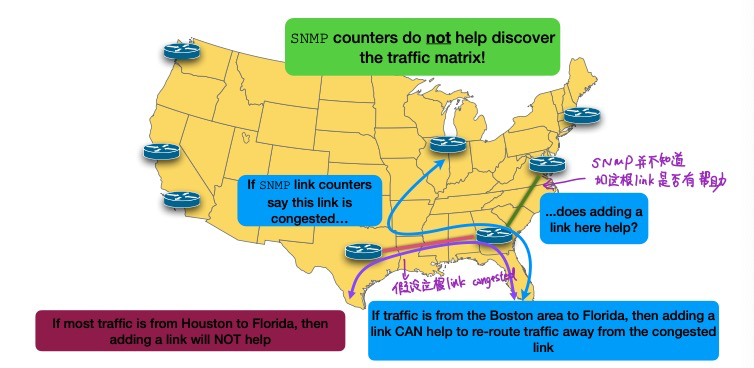 SNMP counters do not help discover
the traffic matrix!
SNMP并不知道
加这根link是否有帮助
If SNMP link counters
say this link is
congested...
...does adding a
link here help?
假设这根link congested
If most traffic is from Houston to Florida, then
adding a link will NOT help
If traffic is from the Boston area to Florida, then adding a
link CAN help to re-route traffic away from the congested
link